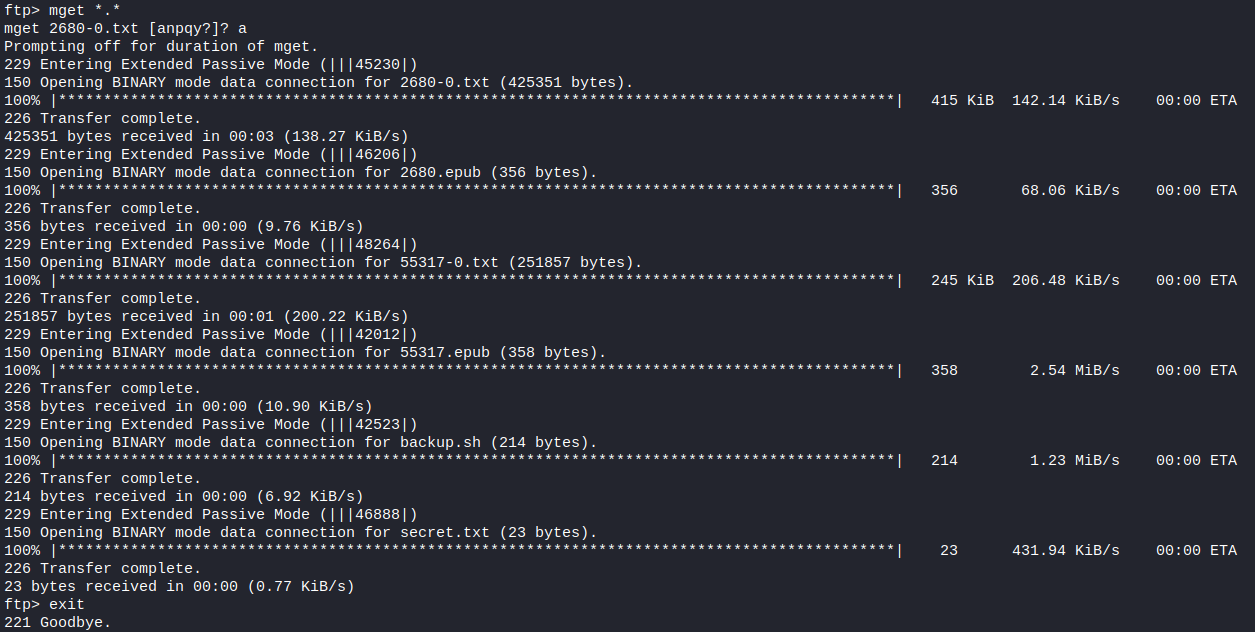 ftp> mget *.*
mget 2680-0.txt [anpqy?]? a
Prompting off for duration of mget.
229 Entering Extended Passive Mode (|||45230|)
150 Opening BINARY mode data connection for 2680-0.txt (425351 bytes).
100% |*********************************************************************************************| 415 KiB 142.14 KiB/s 00:00 ETA
226 Transfer complete.
425351 bytes received in 00:03 (138.27 KiB/s)
229 Entering Extended Passive Mode (|||46206|)
150 Opening BINARY mode data connection for 2680.epub (356 bytes).
100% |*********************************************************************************************| 356 68.06 KiB/s 00:00 ETA
226 Transfer complete.
356 bytes received in 00:00 (9.76 KiB/s)
229 Entering Extended Passive Mode (|||48264|)
150 Opening BINARY mode data connection for 55317-0.txt (251857 bytes).
100% |*********************************************************************************************| 245 KiB 206.48 KiB/s 00:00 ETA
226 Transfer complete.
251857 bytes received in 00:01 (200.22 KiB/s)
229 Entering Extended Passive Mode (|||42012|)
150 Opening BINARY mode data connection for 55317.epub (358 bytes).
100% |*********************************************************************************************| 358 2.54 MiB/s 00:00 ETA
226 Transfer complete.
358 bytes received in 00:00 (10.90 KiB/s)
229 Entering Extended Passive Mode (|||42523|)
150 Opening BINARY mode data connection for backup.sh (214 bytes).
100% |*********************************************************************************************| 214 1.23 MiB/s 00:00 ETA
226 Transfer complete.
214 bytes received in 00:00 (6.92 KiB/s)
229 Entering Extended Passive Mode (|||46888|)
150 Opening BINARY mode data connection for secret.txt (23 bytes).
100% |*********************************************************************************************| 23 431.94 KiB/s 00:00 ETA
226 Transfer complete.
23 bytes received in 00:00 (0.77 KiB/s)
ftp> exit
221 Goodbye.